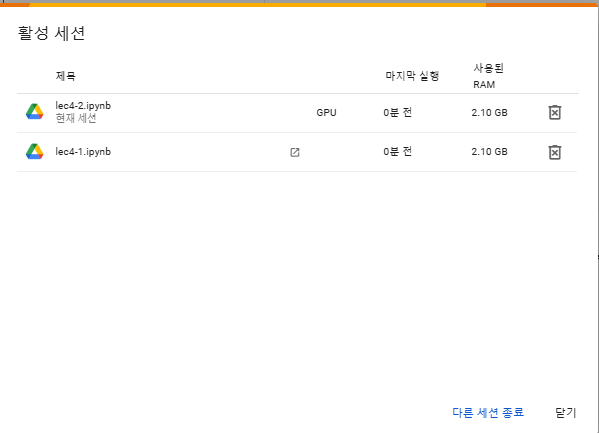 활성 세션
제목 마지막 실행 사용된 RAM
lec4-2.ipynb GPU 0분 전 2.10 GB
현재 세션
lec4-1.ipynb 0분 전 2.10 GB
다른 세션 종료 닫기